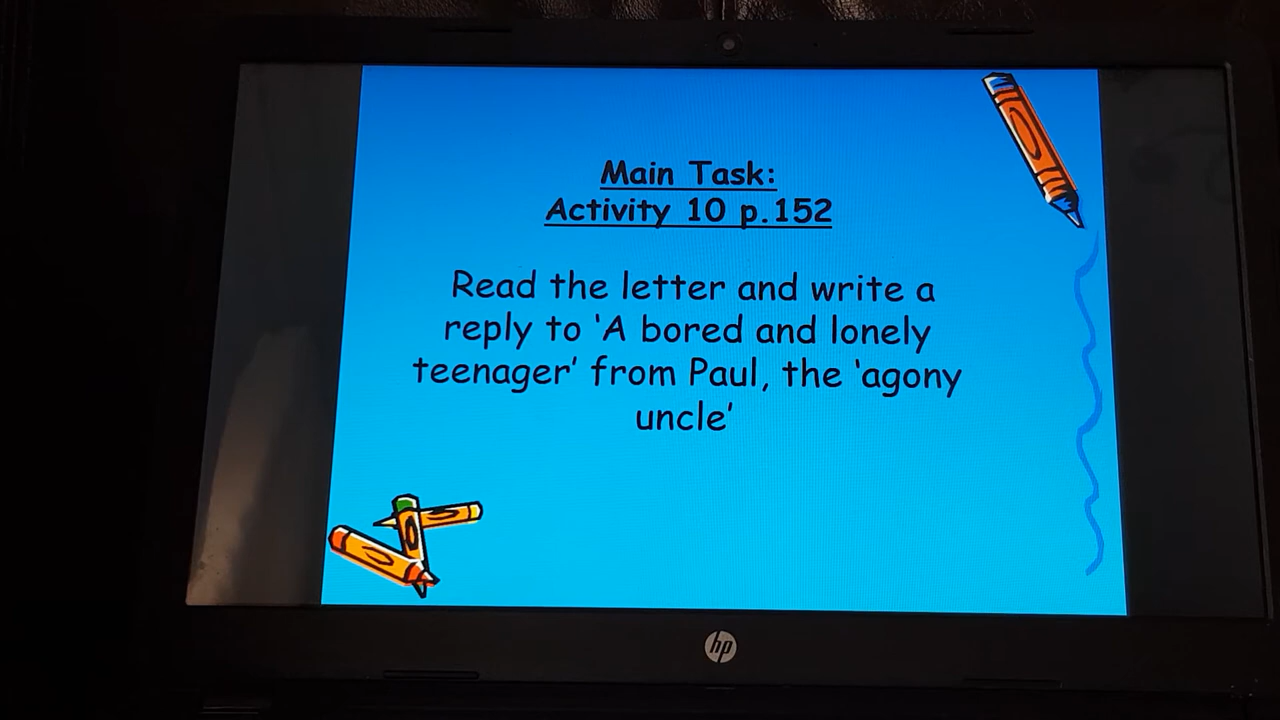 Main Task:
Activity 10 p.152
Read the letter and write a
reply to ‘A bored and lonely
teenager’ from Paul, the ‘agony
uncle’
hp